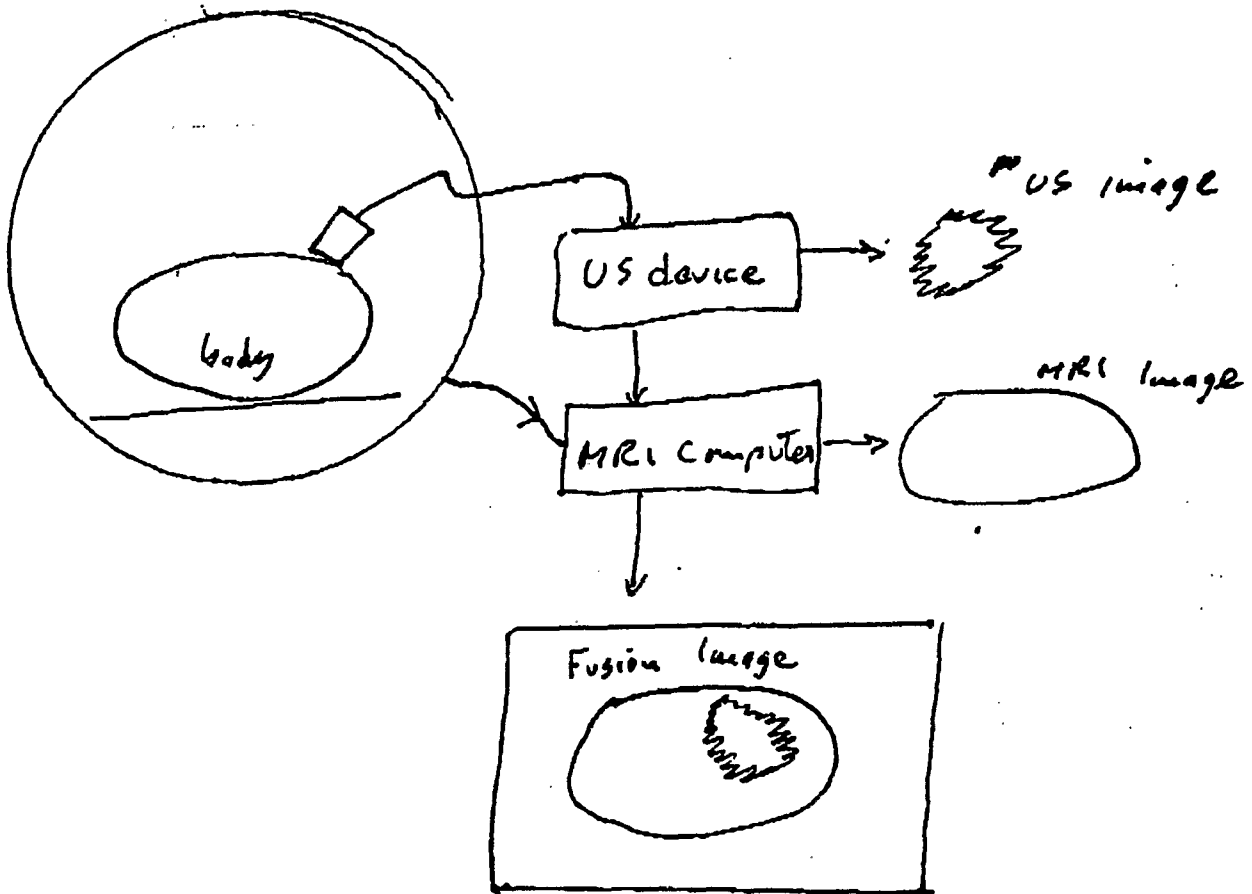 US image
US device
body
MRI Image
MRI Computer
Fusion Image